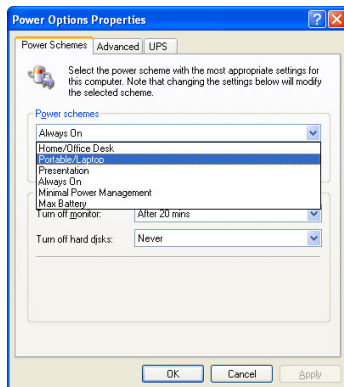 Power Options Properties
Power Schemes Advanced UPS
Select the power scheme with the most appropriate settings for
this computer. Note that changing the settings below will modify
the selected scheme.
Power schemes
Always On
Home/Office Desk
Portable/Laptop
Presentation
Always On
Minimal Power Management
Max Battery
Turn off monitor: After 20 mins
Turn off hard disks: Never
OK Cancel Apply